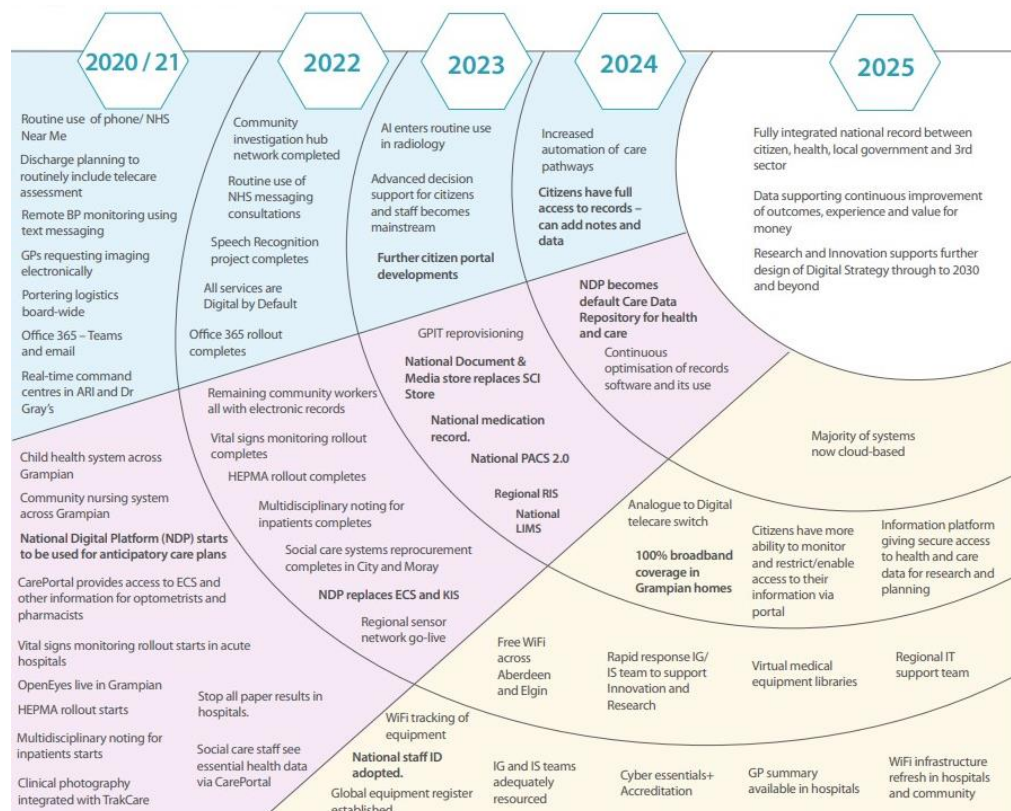 2020 / 21
2022
2023
2024
2025
Routine use of phone/ NHS
Near Me
Discharge planning to
routinely include telecare
assessment
Remote BP monitoring using
text messaging
GPs requesting imaging
electronically
Portering logistics
board-wide
Office 365 – Teams
and email
Real-time command
centres in ARI and Dr
Gray's
Community
investigation hub
network completed
Routine use of
NHS messaging
consultations
Speech Recognition
project completes
All services are
Digital by Default
Office 365 rollout
completes
AI enters routine use
in radiology
Advanced decision
support for citizens
and staff becomes
mainstream
Further citizen portal
developments
Increased
automation of care
pathways
Citizens have full
access to records –
can add notes and
data
Fully integrated national record between
citizen, health, local government and 3rd
sector
Data supporting continuous improvement
of outcomes, experience and value for
money
Research and Innovation supports further
design of Digital Strategy through to 2030
and beyond
Child health system across
Grampian
Community nursing system
across Grampian
National Digital Platform (NDP) starts
to be used for anticipatory care plans
CarePortal provides access to ECS and
other information for optometrists and
pharmacists
Vital signs monitoring rollout starts in acute
hospitals
OpenEyes live in Grampian
HEPMA rollout starts
Multidisciplinary noting for
inpatients starts
Clinical photography
integrated with TrakCare
Stop all paper results in
hospitals.
Social care staff see
essential health data
via CarePortal
Remaining community workers
all with electronic records
Vital signs monitoring rollout
completes
HEPMA rollout completes
Multidisciplinary noting for
inpatients completes
Social care systems reprocurement
completes in City and Moray
NDP replaces ECS and KIS
Regional sensor
network go-live
GPIT reprovisioning
National Document &
Media store replaces SCI
Store
National medication
record.
National PACS 2.0
Regional RIS
National
LIMS
NDP becomes
default Care Data
Repository for health
and care
Continuous
optimisation of records
software and its use
Majority of systems
now cloud-based
Analogue to Digital
telecare switch
100% broadband
coverage in
Grampian homes
Citizens have more
ability to monitor
and restrict/enable
access to their
information via
portal
Information platform
giving secure access
to health and care
data for research and
planning
Free WiFi
across
Aberdeen
and Elgin
Rapid response IG/
IS team to support
Innovation and
Research
Virtual medical
equipment libraries
Regional IT
support team
WiFi tracking of
equipment
National staff ID
adopted.
Global equipment register
established
IG and IS teams
adequately
resourced
Cyber essentials+
Accreditation
GP summary
available in hospitals
WiFi infrastructure
refresh in hospitals
and community